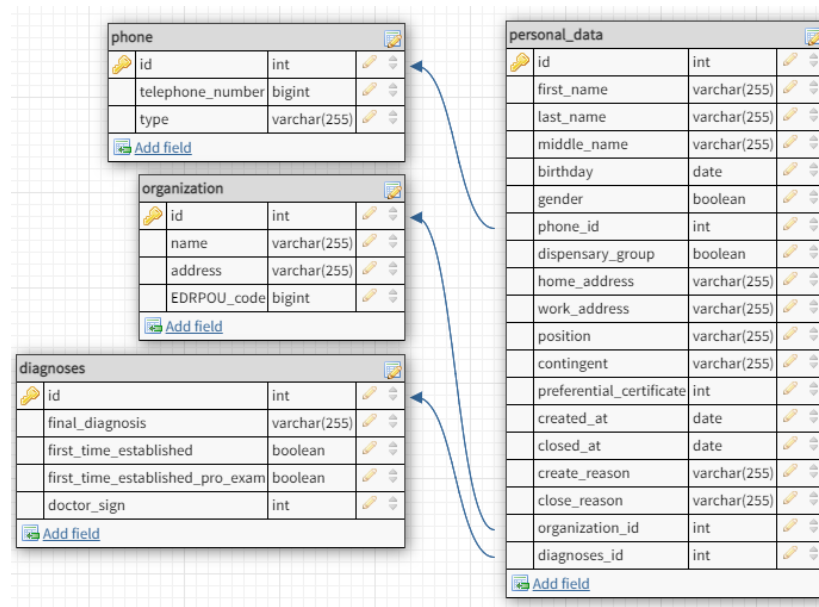 phone
id int
telephone_number bigint
type varchar(255)
Add field
organization
id int
name varchar(255)
address varchar(255)
EDRPOU_code bigint
Add field
diagnoses
id int
final_diagnosis varchar(255)
first_time_established boolean
first_time_established_pro_exam boolean
doctor_sign int
Add field
personal_data
id int
first_name varchar(255)
last_name varchar(255)
middle_name varchar(255)
birthday date
gender boolean
phone_id int
dispensary_group boolean
home_address varchar(255)
work_address varchar(255)
position varchar(255)
contingent varchar(255)
preferential_certificate int
created_at date
closed_at date
create_reason varchar(255)
close_reason varchar(255)
organization_id int
diagnoses_id int
Add field